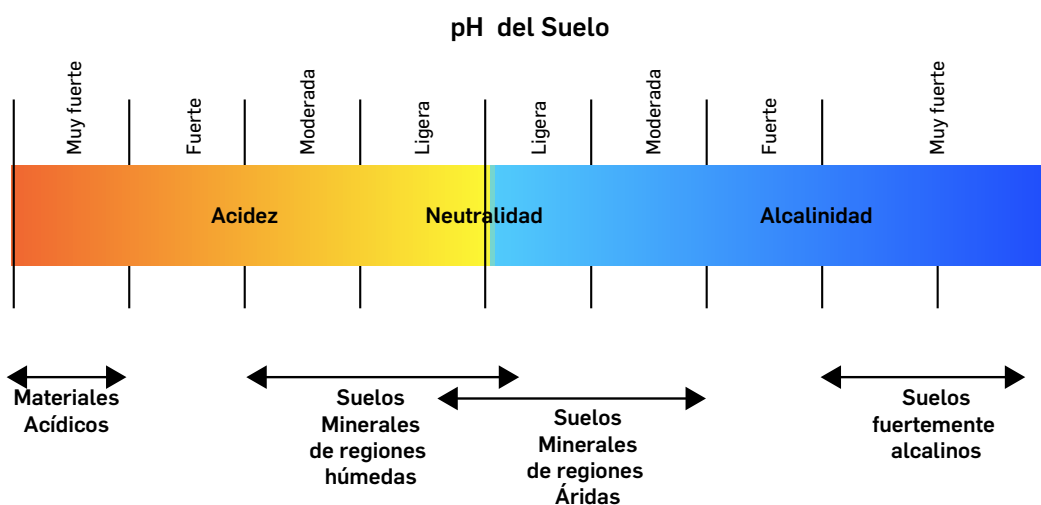 pH del Suelo
Muy fuerte
Fuerte
Moderada
Ligera
Ligera
Moderada
Fuerte
Muy fuerte
Acidez
Neutralidad
Alcalinidad
Materiales
Acídicos
Suelos
Minerales
de regiones
húmedas
Suelos
Minerales
de regiones
Áridas
Suelos
fuertemente
alcalinos